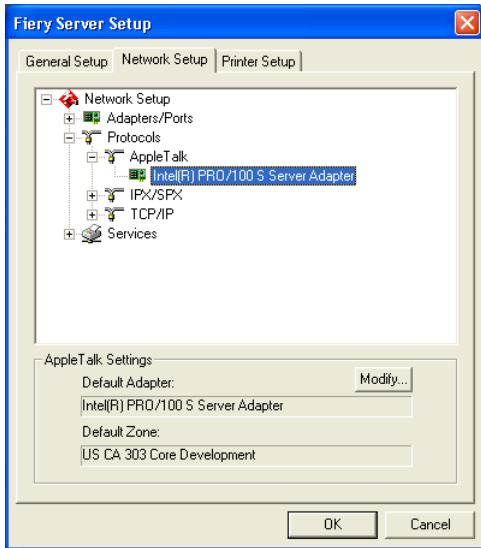 Fiery Server Setup
General Setup Network Setup Printer Setup
Network Setup
Adapters/Ports
Protocols
AppleTalk
Intel(R) PRO/100 S Server Adapter
IPX/SPX
TCP/IP
Services
AppleTalk Settings
Default Adapter:
Modify...
Intel(R) PRO/100 S Server Adapter
Default Zone:
US CA 303 Core Development
OK Cancel